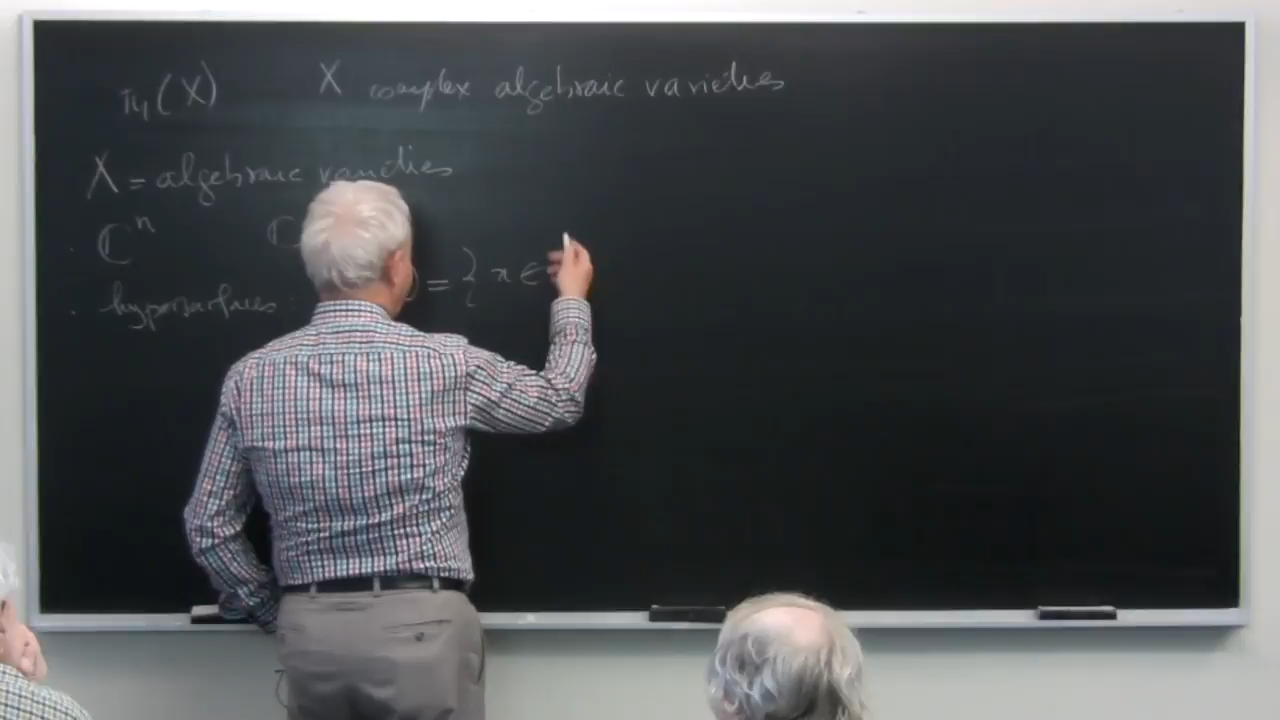 π₁(X) X complex algebraic varieties
X = algebraic varieties
· ℂⁿ ℂ
· hypersurfaces : ) = { x ∈